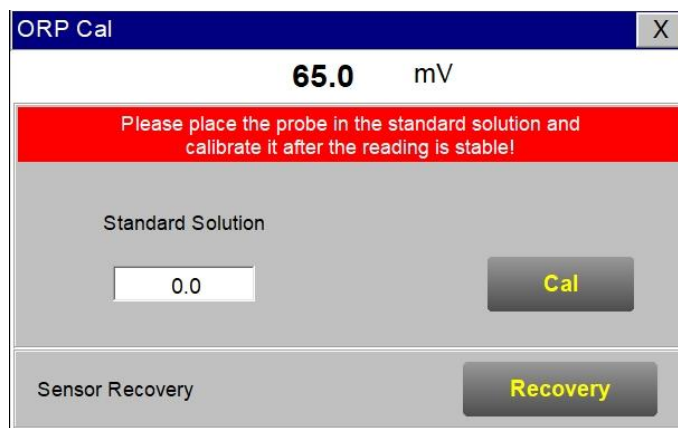 ORP Cal
X
65.0 mV
Please place the probe in the standard solution and
calibrate it after the reading is stable!
Standard Solution
0.0
Cal
Sensor Recovery
Recovery